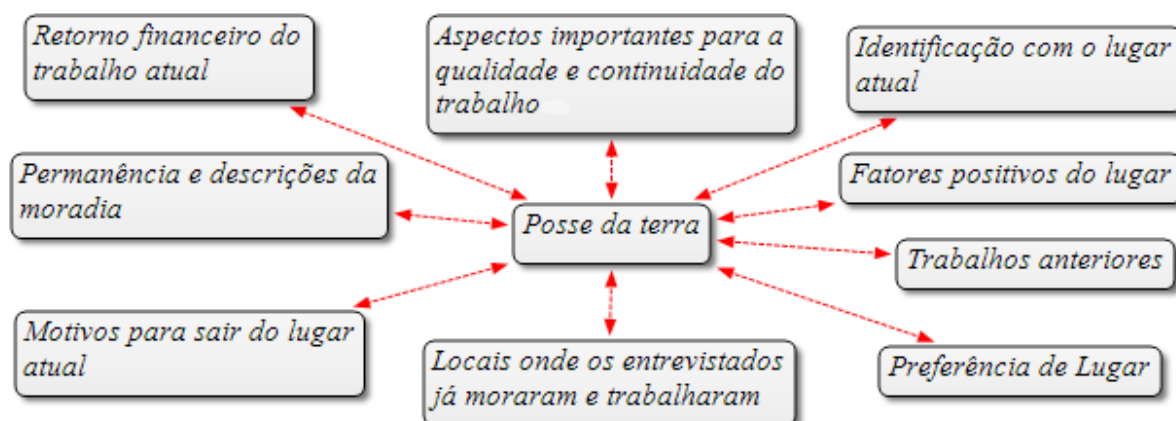 Retorno financeiro do
trabalho atual
Aspectos importantes para a
qualidade e continuidade do
trabalho
Identificação com o lugar
atual
Permanência e descrições da
moradia
Fatores positivos do lugar
Posse da terra
Trabalhos anteriores
Motivos para sair do lugar
atual
Locais onde os entrevistados
já moraram e trabalharam
Preferência de Lugar